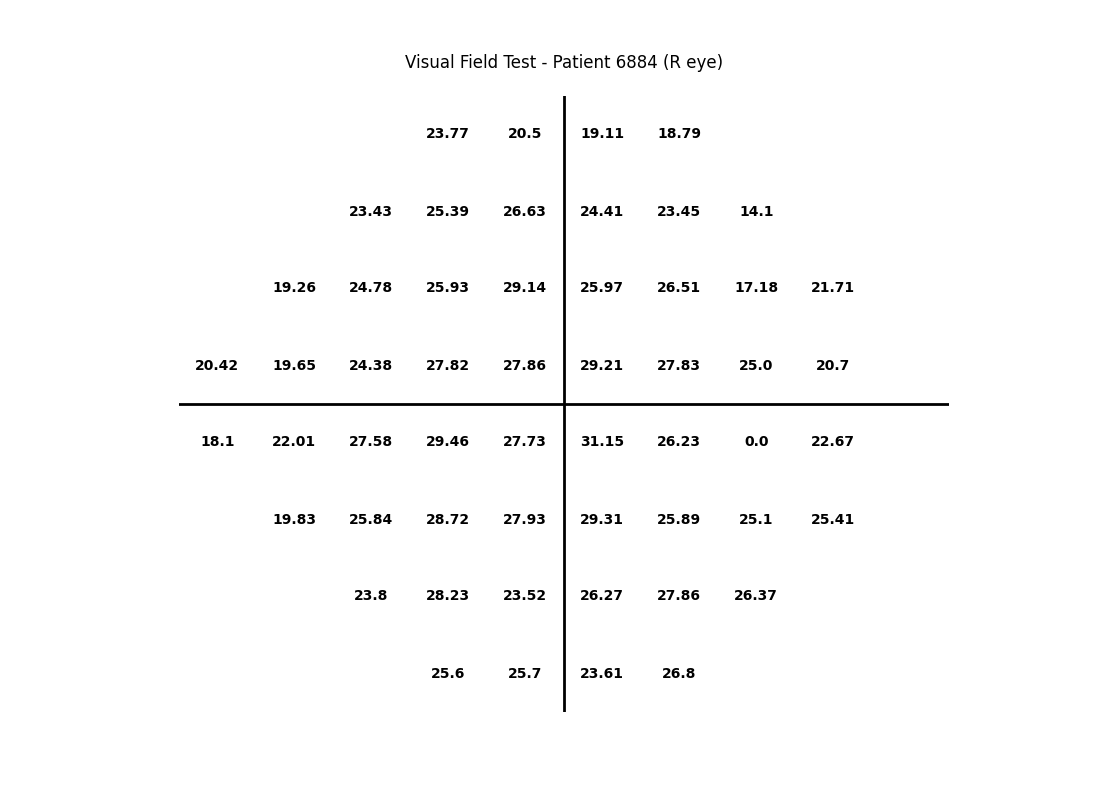 Visual Field Test - Patient 6884 (R eye)
23.77 20.5 19.11 18.79
23.43 25.39 26.63 24.41 23.45 14.1
19.26 24.78 25.93 29.14 25.97 26.51 17.18 21.71
20.42 19.65 24.38 27.82 27.86 29.21 27.83 25.0 20.7
18.1 22.01 27.58 29.46 27.73 31.15 26.23 0.0 22.67
19.83 25.84 28.72 27.93 29.31 25.89 25.1 25.41
23.8 28.23 23.52 26.27 27.86 26.37
25.6 25.7 23.61 26.8